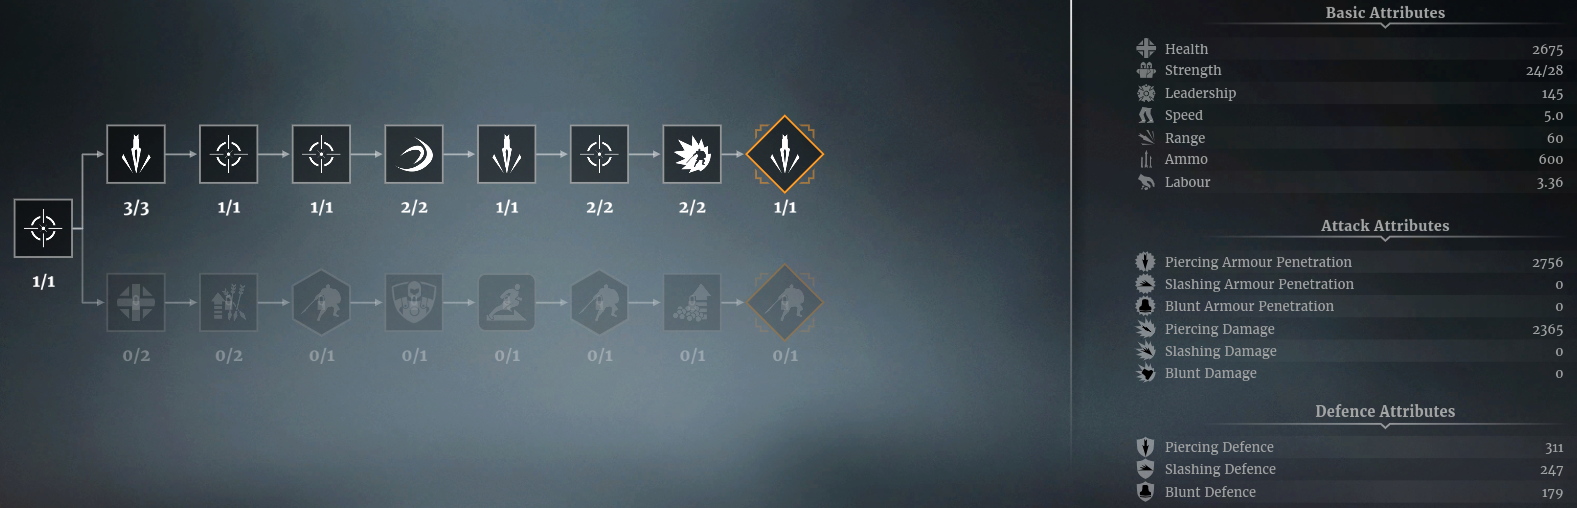 3/3 1/1 1/1 2/2 1/1 2/2 2/2 1/1
1/1
0/2 0/2 0/1 0/1 0/1 0/1 0/1 0/1
Basic Attributes
Health 2675
Strength 24/28
Leadership 145
Speed 5.0
Range 60
Ammo 600
Labour 3.36
Attack Attributes
Piercing Armour Penetration 2756
Slashing Armour Penetration 0
Blunt Armour Penetration 0
Piercing Damage 2365
Slashing Damage 0
Blunt Damage 0
Defence Attributes
Piercing Defence 311
Slashing Defence 247
Blunt Defence 179